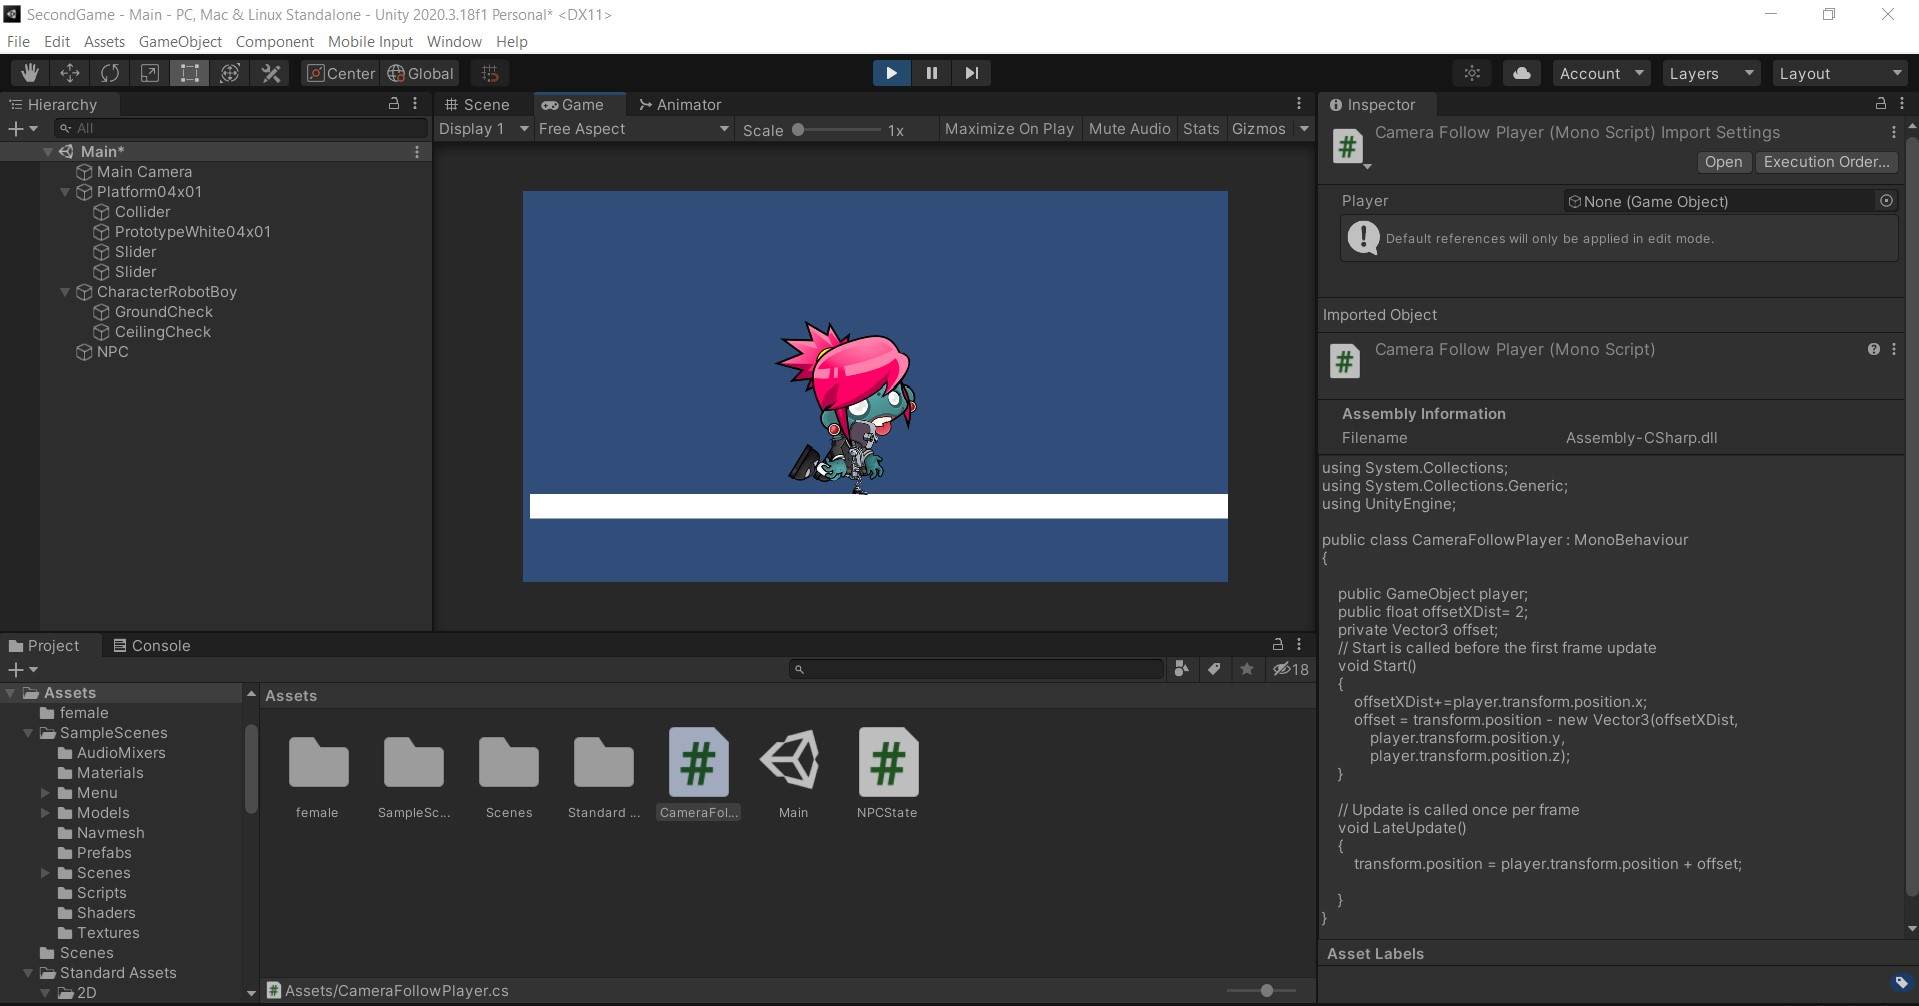 SecondGame - Main - PC, Mac & Linux Standalone - Unity 2020.3.18f1 Personal* <DX11>
File Edit Assets GameObject Component Mobile Input Window Help
Center Global
Account Layers Layout
Hierarchy
All
Main*
Main Camera
Platform04x01
Collider
PrototypeWhite04x01
Slider
Slider
CharacterRobotBoy
GroundCheck
CeilingCheck
NPC
Scene Game Animator
Display 1 Free Aspect Scale 1x Maximize On Play Mute Audio Stats Gizmos
Inspector
Camera Follow Player (Mono Script) Import Settings
Open Execution Order...
Player None (Game Object)
Default references will only be applied in edit mode.
Imported Object
Camera Follow Player (Mono Script)
Assembly Information
Filename Assembly-CSharp.dll
using System.Collections;
using System.Collections.Generic;
using UnityEngine;
public class CameraFollowPlayer : MonoBehaviour
{
public GameObject player;
public float offsetXDist= 2;
private Vector3 offset;
// Start is called before the first frame update
void Start()
{
offsetXDist+=player.transform.position.x;
offset = transform.position - new Vector3(offsetXDist,
player.transform.position.y,
player.transform.position.z);
}
// Update is called once per frame
void LateUpdate()
{
transform.position = player.transform.position + offset;
}
}
Asset Labels
Project Console
18
Assets
female
SampleScenes
AudioMixers
Materials
Menu
Models
Navmesh
Prefabs
Scenes
Scripts
Shaders
Textures
Scenes
Standard Assets
2D
Assets
female SampleSc... Scenes Standard ... CameraFol... Main NPCState
Assets/CameraFollowPlayer.cs